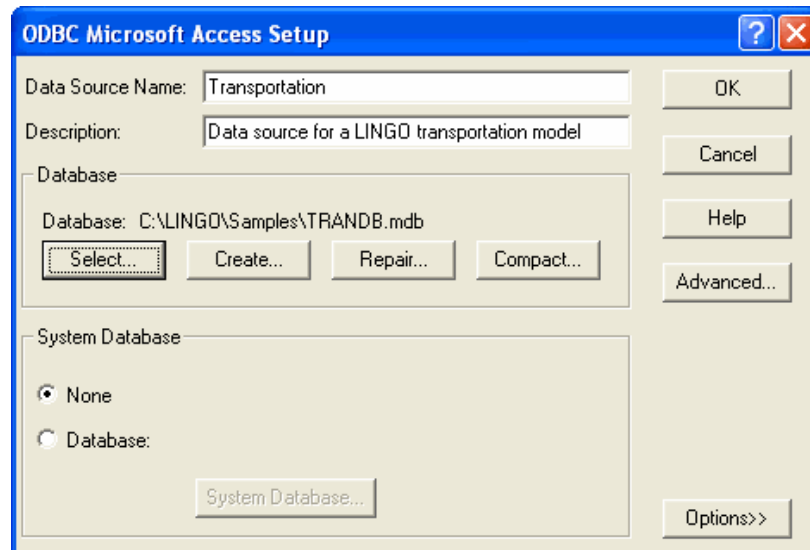 ODBC Microsoft Access Setup
Data Source Name: Transportation
OK
Description: Data source for a LINGO transportation model
Cancel
Database
Database: C:\LINGO\Samples\TRANDB.mdb
Help
Select... Create... Repair... Compact...
Advanced...
System Database
None
Database:
System Database...
Options>>